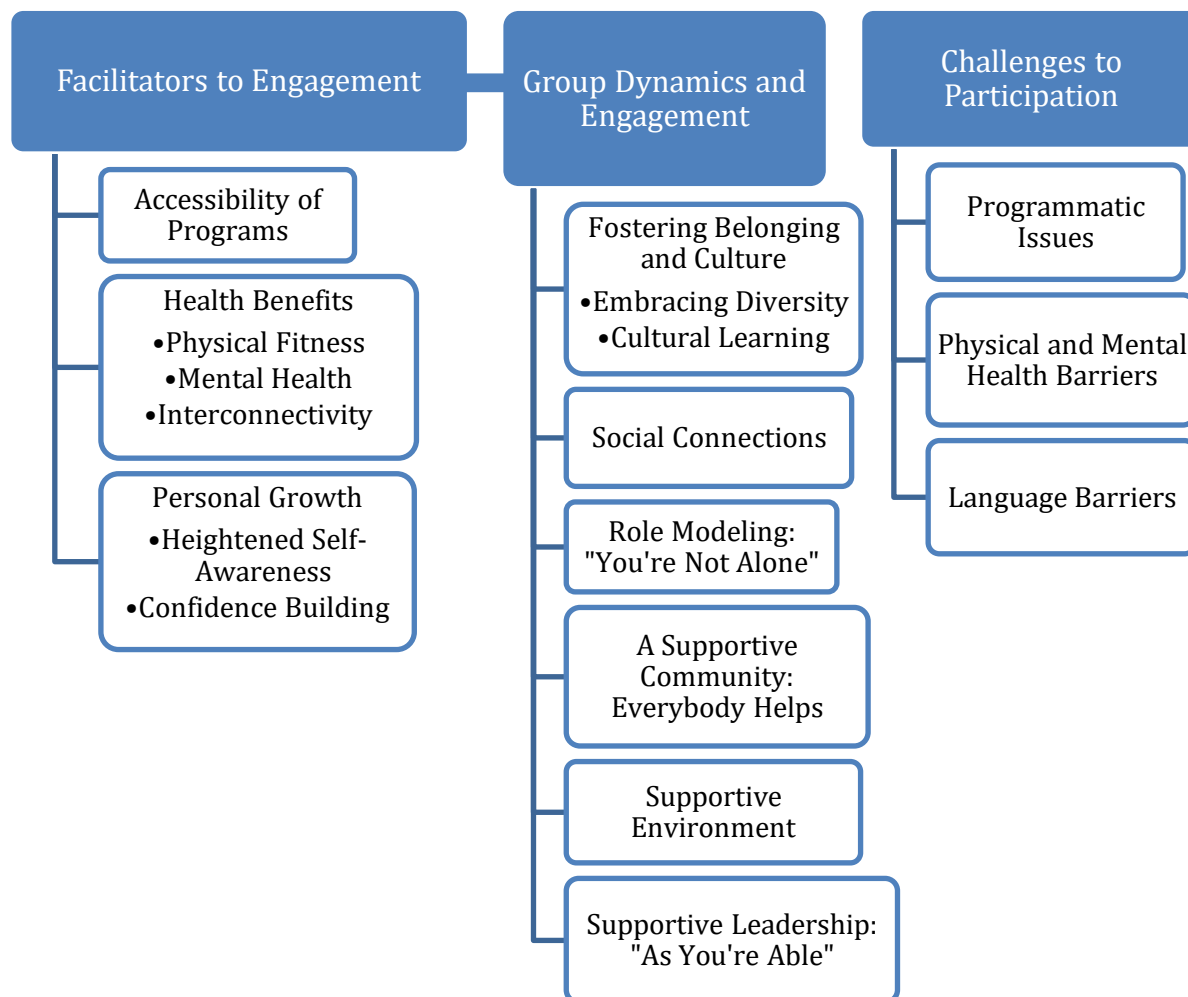 Facilitators to Engagement
Accessibility of
Programs
Health Benefits
•Physical Fitness
•Mental Health
•Interconnectivity
Personal Growth
•Heightened Self-
Awareness
•Confidence Building
Group Dynamics and
Engagement
Fostering Belonging
and Culture
•Embracing Diversity
•Cultural Learning
Social Connections
Role Modeling:
"You're Not Alone"
A Supportive
Community:
Everybody Helps
Supportive
Environment
Supportive Leadership:
"As You're Able"
Challenges to
Participation
Programmatic
Issues
Physical and Mental
Health Barriers
Language Barriers